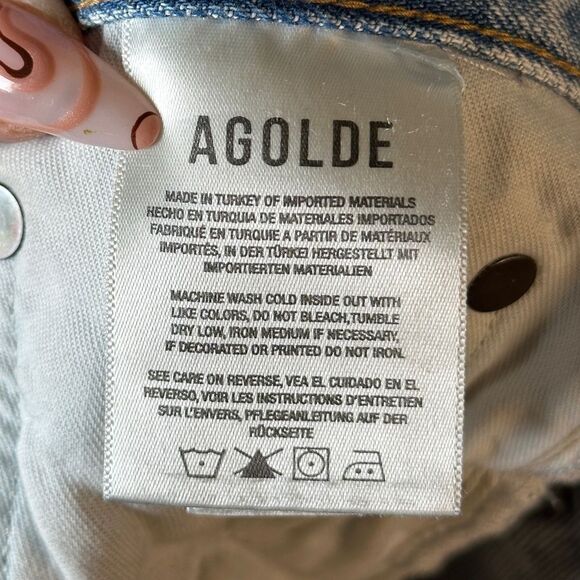 AGOLDE
MADE IN TURKEY OF IMPORTED MATERIALS
HECHO EN TURQUIA DE MATERIALES IMPORTADOS
FABRIQUÉ EN TURQUIE A PARTIR DE MATÉRIAUX
IMPORTÉS, IN DER TÜRKEI HERGESTELLT MIT
IMPORTIERTEN MATERIALIEN
MACHINE WASH COLD INSIDE OUT WITH
LIKE COLORS, DO NOT BLEACH,TUMBLE
DRY LOW, IRON MEDIUM IF NECESSARY,
IF DECORATED OR PRINTED DO NOT IRON.
SEE CARE ON REVERSE, VEA EL CUIDADO EN EL
REVERSO, VOIR LES INSTRUCTIONS D'ENTRETIEN
SUR L'ENVERS, PFLEGEANLEITUNG AUF DER
RÜCKSEITE